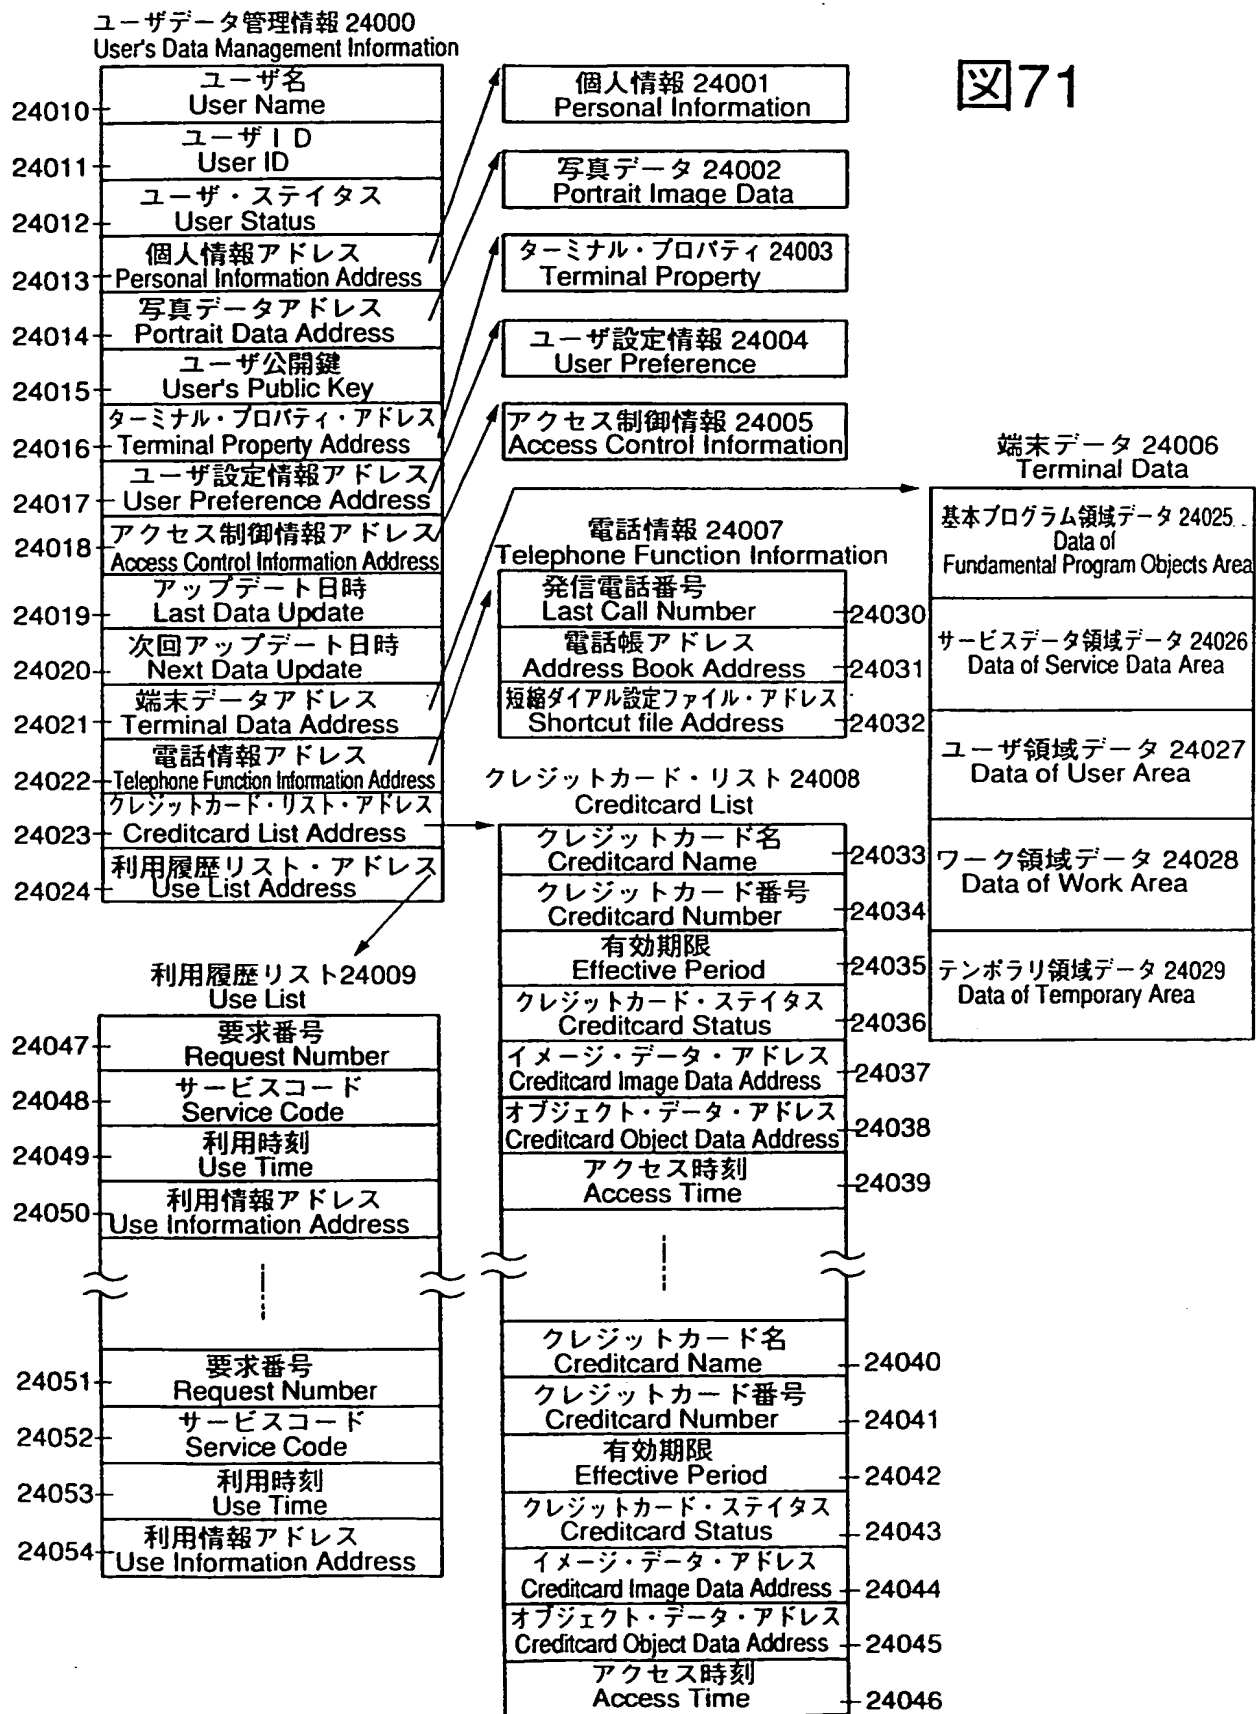 図71
ユーザデータ管理情報 24000
User's Data Management Information
ユーザ名
User Name
24010
ユーザID
User ID
24011
ユーザ・ステイタス
User Status
24012
個人情報アドレス
Personal Information Address
24013
写真データアドレス
Portrait Data Address
24014
ユーザ公開鍵
User's Public Key
24015
ターミナル・プロパティ・アドレス
Terminal Property Address
24016
ユーザ設定情報アドレス
User Preference Address
24017
アクセス制御情報アドレス
Access Control Information Address
24018
アップデート日時
Last Data Update
24019
次回アップデート日時
Next Data Update
24020
端末データアドレス
Terminal Data Address
24021
電話情報アドレス
Telephone Function Information Address
24022
クレジットカード・リスト・アドレス
Creditcard List Address
24023
利用履歴リスト・アドレス
Use List Address
24024
個人情報 24001
Personal Information
写真データ 24002
Portrait Image Data
ターミナル・プロパティ 24003
Terminal Property
ユーザ設定情報 24004
User Preference
アクセス制御情報 24005
Access Control Information
端末データ 24006
Terminal Data
基本プログラム領域データ 24025
Data of
Fundamental Program Objects Area
サービスデータ領域データ 24026
Data of Service Data Area
ユーザ領域データ 24027
Data of User Area
ワーク領域データ 24028
Data of Work Area
テンポラリ領域データ 24029
Data of Temporary Area
電話情報 24007
Telephone Function Information
発信電話番号
Last Call Number
24030
電話帳アドレス
Address Book Address
24031
短縮ダイアル設定ファイル・アドレス
Shortcut file Address
24032
クレジットカード・リスト 24008
Creditcard List
クレジットカード名
Creditcard Name
24033
クレジットカード番号
Creditcard Number
24034
有効期限
Effective Period
24035
クレジットカード・ステイタス
Creditcard Status
24036
イメージ・データ・アドレス
Creditcard Image Data Address
24037
オブジェクト・データ・アドレス
Creditcard Object Data Address
24038
アクセス時刻
Access Time
24039
クレジットカード名
Creditcard Name
24040
クレジットカード番号
Creditcard Number
24041
有効期限
Effective Period
24042
クレジットカード・ステイタス
Creditcard Status
24043
イメージ・データ・アドレス
Creditcard Image Data Address
24044
オブジェクト・データ・アドレス
Creditcard Object Data Address
24045
アクセス時刻
Access Time
24046
利用履歴リスト24009
Use List
要求番号
Request Number
24047
サービスコード
Service Code
24048
利用時刻
Use Time
24049
利用情報アドレス
Use Information Address
24050
要求番号
Request Number
24051
サービスコード
Service Code
24052
利用時刻
Use Time
24053
利用情報アドレス
Use Information Address
24054